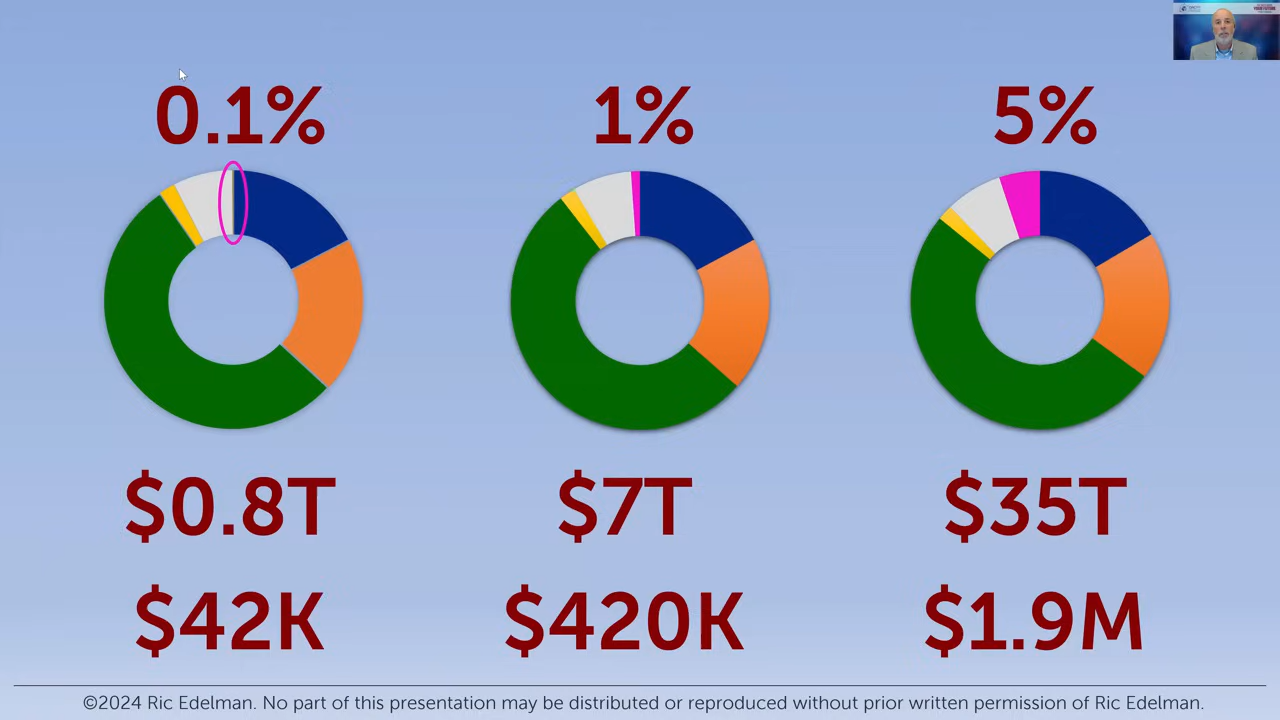 0.1% 1% 5%
$0.8T $7T $35T
$42K $420K $1.9M
©2024 Ric Edelman. No part of this presentation may be distributed or reproduced without prior written permission of Ric Edelman.